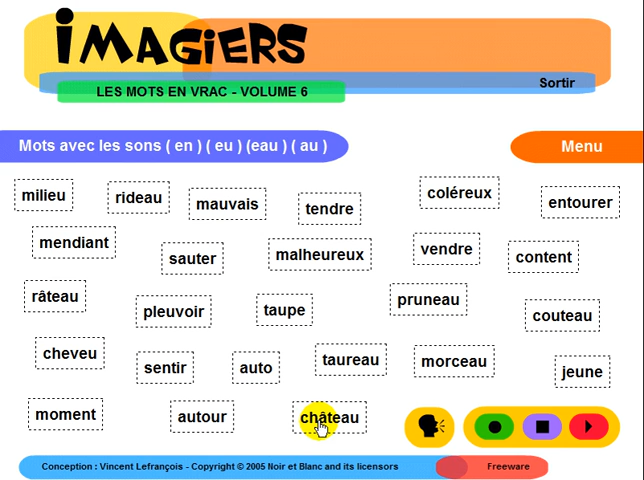 iMAGiERS
Sortir
LES MOTS EN VRAC - VOLUME 6
Mots avec les sons ( en ) ( eu ) (eau ) ( au )
Menu
milieu
rideau
mauvais
tendre
coléreux
entourer
mendiant
sauter
malheureux
vendre
content
râteau
pleuvoir
taupe
pruneau
couteau
cheveu
sentir
auto
taureau
morceau
jeune
moment
autour
château
Conception : Vincent Lefrançois - Copyright © 2005 Noir et Blanc and its licensors
Freeware